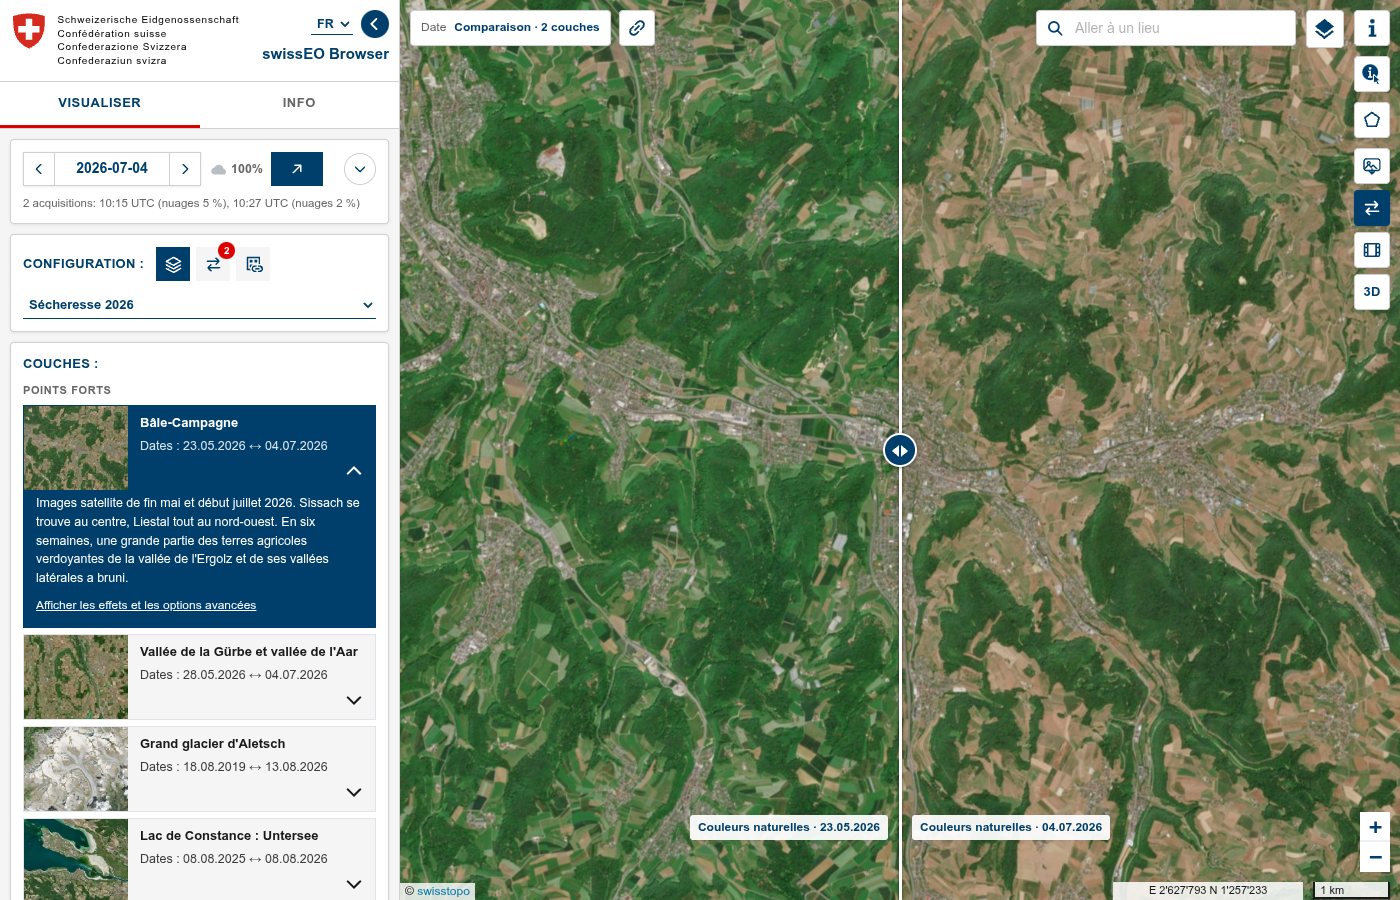 Schweizerische Eidgenossenschaft
Confédération suisse
Confederazione Svizzera
Confederaziun svizra
FR
swissEO Browser
VISUALISER
INFO
2026-07-04
100%
2 acquisitions: 10:15 UTC (nuages 5 %), 10:27 UTC (nuages 2 %)
CONFIGURATION :
2
Sécheresse 2026
COUCHES :
POINTS FORTS
Bâle-Campagne
Dates : 23.05.2026 ↔ 04.07.2026
Images satellite de fin mai et début juillet 2026. Sissach se
trouve au centre, Liestal tout au nord-ouest. En six
semaines, une grande partie des terres agricoles
verdoyantes de la vallée de l'Ergolz et de ses vallées
latérales a bruni.
Afficher les effets et les options avancées
Vallée de la Gürbe et vallée de l'Aar
Dates : 28.05.2026 ↔ 04.07.2026
Grand glacier d'Aletsch
Dates : 18.08.2019 ↔ 13.08.2026
Lac de Constance : Untersee
Dates : 08.08.2025 ↔ 08.08.2026
Date Comparaison · 2 couches
Aller à un lieu
3D
Couleurs naturelles · 23.05.2026
Couleurs naturelles · 04.07.2026
© swisstopo
E 2'627'793 N 1'257'233
1 km